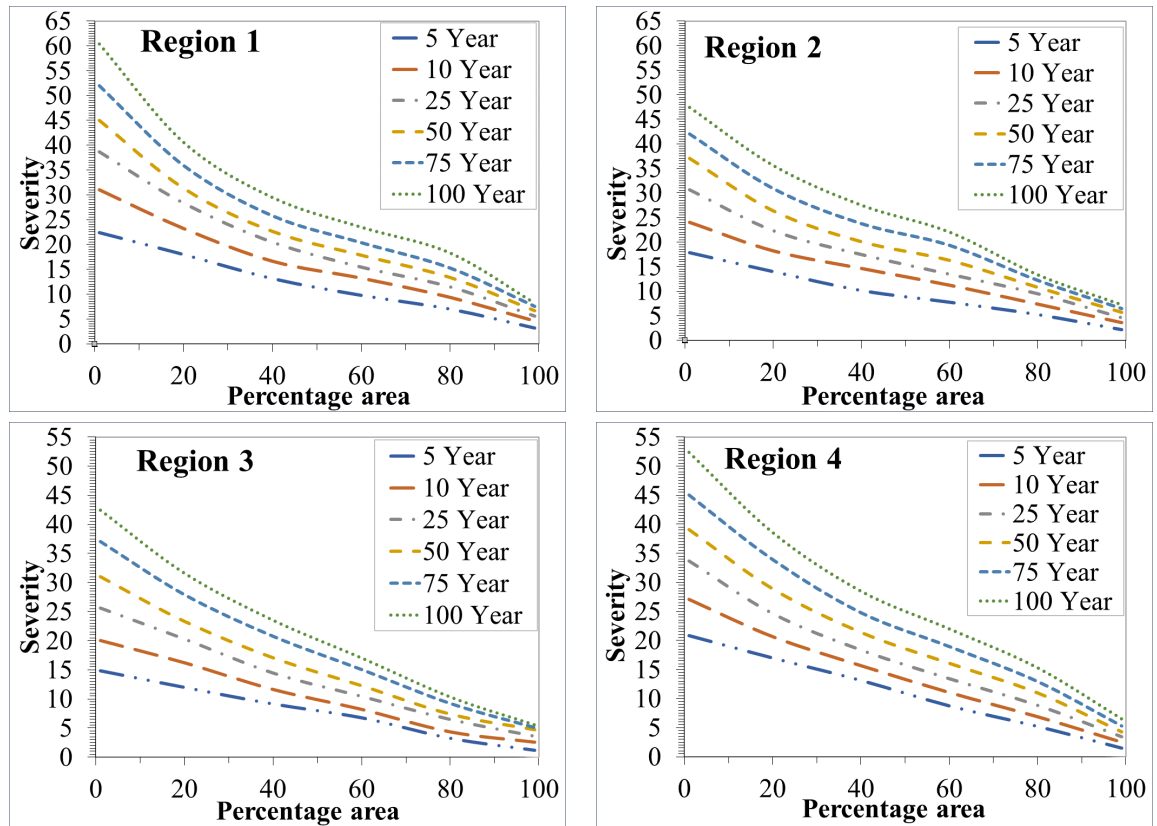 Region 1
Severity
65
60
55
50
45
40
35
30
25
20
15
10
5
0
0 20 40 60 80 100
Percentage area
5 Year
10 Year
25 Year
50 Year
75 Year
100 Year
Region 2
Severity
65
60
55
50
45
40
35
30
25
20
15
10
5
0
0 20 40 60 80 100
Percentage area
5 Year
10 Year
25 Year
50 Year
75 Year
100 Year
Region 3
Severity
55
50
45
40
35
30
25
20
15
10
5
0
0 20 40 60 80 100
Percentage area
5 Year
10 Year
25 Year
50 Year
75 Year
100 Year
Region 4
Severity
55
50
45
40
35
30
25
20
15
10
5
0
0 20 40 60 80 100
Percentage area
5 Year
10 Year
25 Year
50 Year
75 Year
100 Year